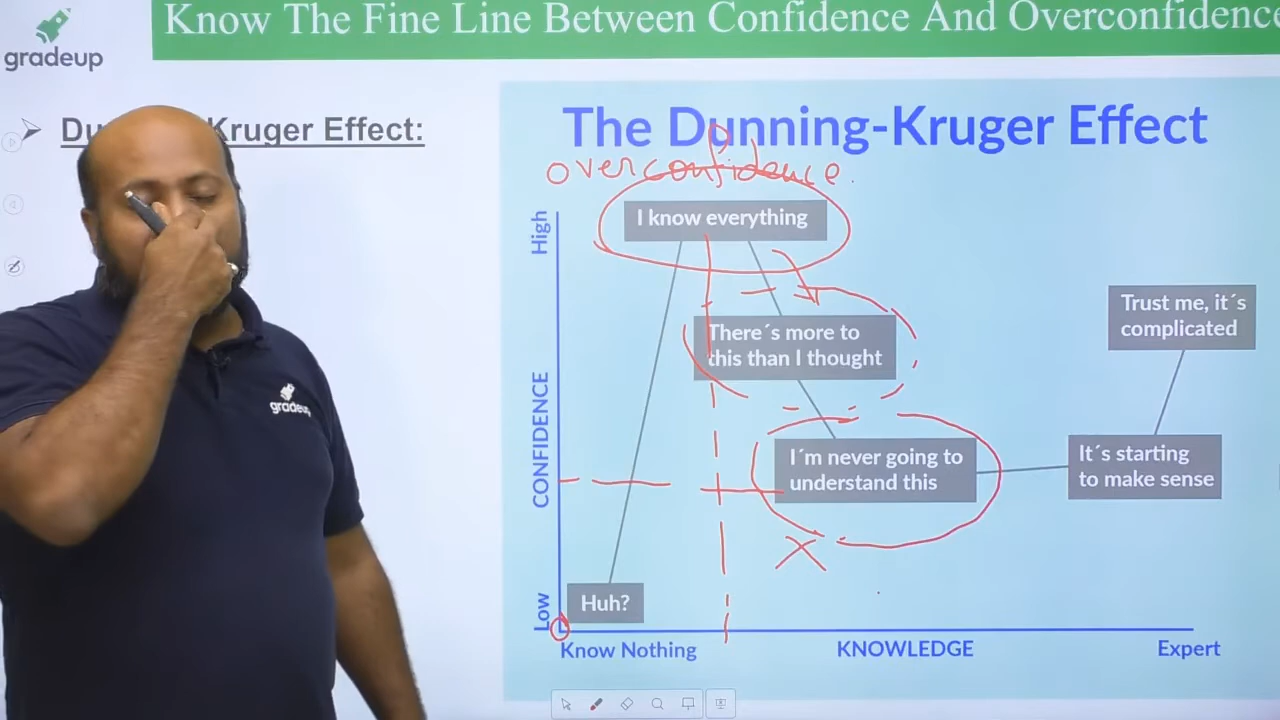 Know The Fine Line Between Confidence And Overconfidence
gradeup
Kruger Effect:
The Dunning-Kruger Effect
overconfidence.
I know everything
High
There´s more to
this than I thought
Trust me, it´s
complicated
CONFIDENCE
I´m never going to
understand this
It´s starting
to make sense
gradeup
X
Huh?
Low
Know Nothing
KNOWLEDGE
Expert